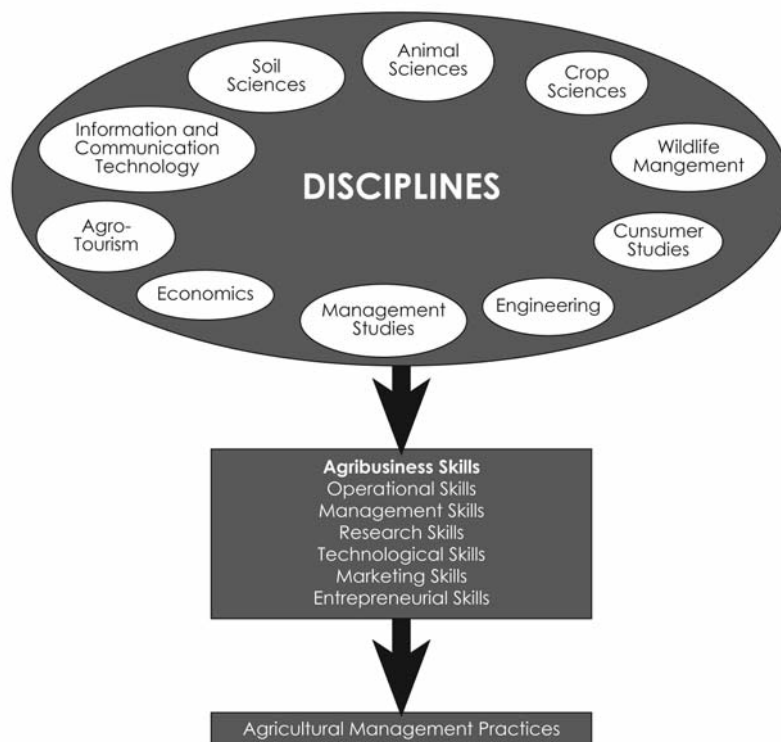 Soil
Sciences
Animal
Sciences
Crop
Sciences
Information and
Communication
Technology
Wildlife
Mangement
DISCIPLINES
Agro-
Tourism
Cunsumer
Studies
Economics
Management
Studies
Engineering
Agribusiness Skills
Operational Skills
Management Skills
Research Skills
Technological Skills
Marketing Skills
Entrepreneurial Skills
Agricultural Management Practices